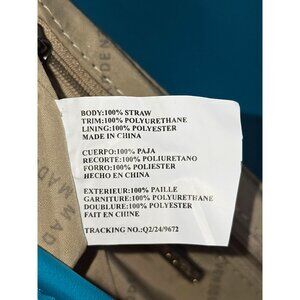 BODY:100% STRAW
TRIM:100% POLYURETHANE
LINING:100% POLYESTER
MADE IN CHINA
CUERPO:100% PAJA
RECORTE:100% POLIURETANO
FORRO:100% POLIESTER
HECHO EN CHINA
EXTERIEUR:100% PAILLE
GARNITURE:100% POLYURETHANE
DOUBLURE:100% POLYESTER
FAIT EN CHINE
TRACKING NO.:Q2/24/9672